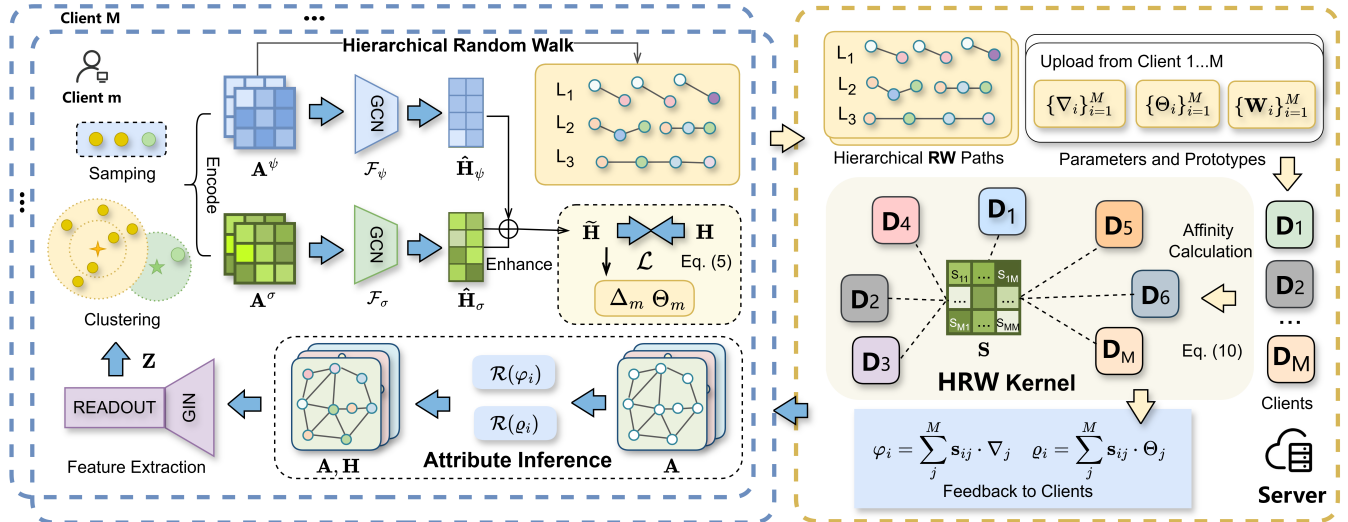 Client M
...
Client m
Samping
Clustering
...
Encode
Hierarchical Random Walk
A^ψ
GCN
F_ψ
Ĥ_ψ
L1
L2
L3
A^σ
GCN
F_σ
Ĥ_σ
Enhance
H̃
H
L
Eq. (5)
Δ_m Θ_m
Z
READOUT
GIN
Feature Extraction
A, H
R(φ_i)
R(ϱ_i)
Attribute Inference
A
L1
L2
L3
Hierarchical RW Paths
Upload from Client 1...M
{∇_i}_{i=1}^M
{Θ_i}_{i=1}^M
{W_i}_{i=1}^M
Parameters and Prototypes
D4
D1
D5
D2
D6
D3
DM
S11 ... S1M
... ...
SM1 ... SMM
S
HRW Kernel
Affinity
Calculation
Eq. (10)
D1
D2
...
DM
Clients
φ_i = ∑_j^M s_ij · ∇_j
ϱ_i = ∑_j^M s_ij · Θ_j
Feedback to Clients
Server